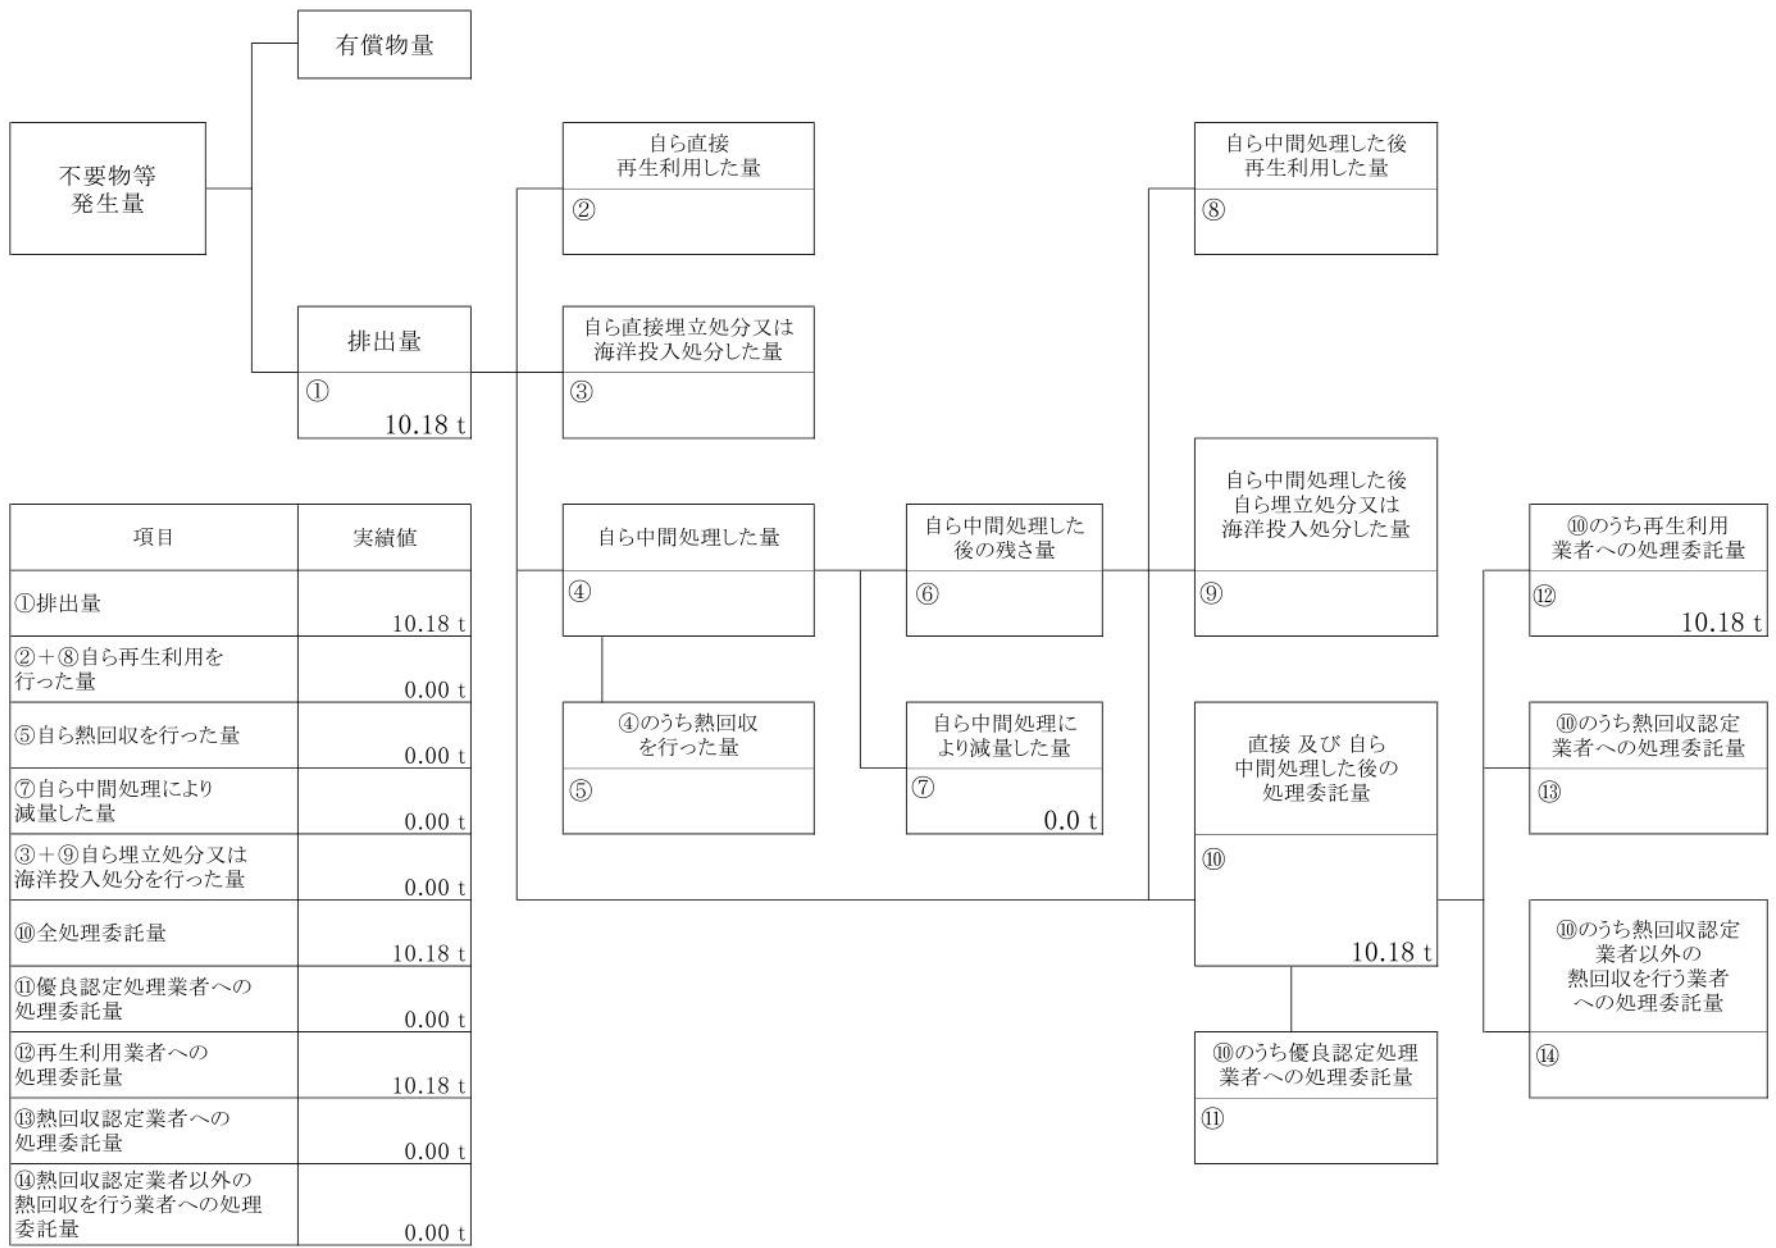 有償物量
不要物等
発生量
排出量
①
10.18 t
自ら直接
再生利用した量
②
自ら直接埋立処分又は
海洋投入処分した量
③
自ら中間処理した量
④
④のうち熱回収
を行った量
⑤
自ら中間処理した
後の残さ量
⑥
自ら中間処理に
より減量した量
⑦
0.0 t
自ら中間処理した後
再生利用した量
⑧
自ら中間処理した後
自ら埋立処分又は
海洋投入処分した量
⑨
直接 及び 自ら
中間処理した後の
処理委託量
⑩
10.18 t
⑩のうち優良認定処理
業者への処理委託量
⑪
⑩のうち再生利用
業者への処理委託量
⑫
10.18 t
⑩のうち熱回収認定
業者への処理委託量
⑬
⑩のうち熱回収認定
業者以外の
熱回収を行う業者
への処理委託量
⑭
項目 実績値
①排出量
10.18 t
②＋⑧自ら再生利用を
行った量
0.00 t
⑤自ら熱回収を行った量
0.00 t
⑦自ら中間処理により
減量した量
0.00 t
③＋⑨自ら埋立処分又は
海洋投入処分を行った量
0.00 t
⑩全処理委託量
10.18 t
⑪優良認定処理業者への
処理委託量
0.00 t
⑫再生利用業者への
処理委託量
10.18 t
⑬熱回収認定業者への
処理委託量
0.00 t
⑭熱回収認定業者以外の
熱回収を行う業者への処理
委託量
0.00 t